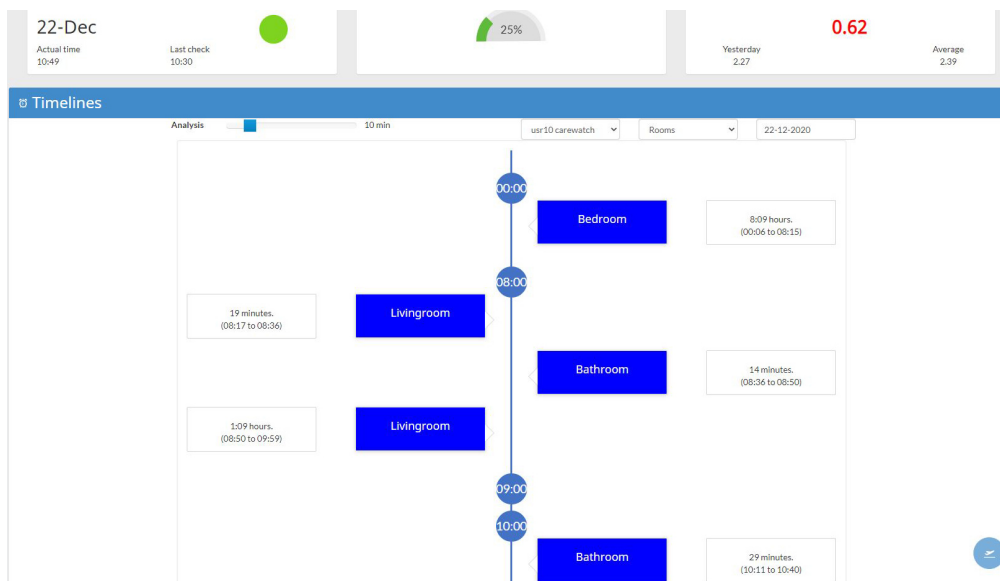 22-Dec
Actual time
10:49
Last check
10:30
25%
0.62
Yesterday
2.27
Average
2.39
Timelines
Analysis
10 min
usr10 carewatch
Rooms
22-12-2020
00:00
Bedroom
8:09 hours.
(00:06 to 08:15)
08:00
19 minutes.
(08:17 to 08:36)
Livingroom
Bathroom
14 minutes.
(08:36 to 08:50)
1:09 hours.
(08:50 to 09:59)
Livingroom
09:00
10:00
Bathroom
29 minutes.
(10:11 to 10:40)